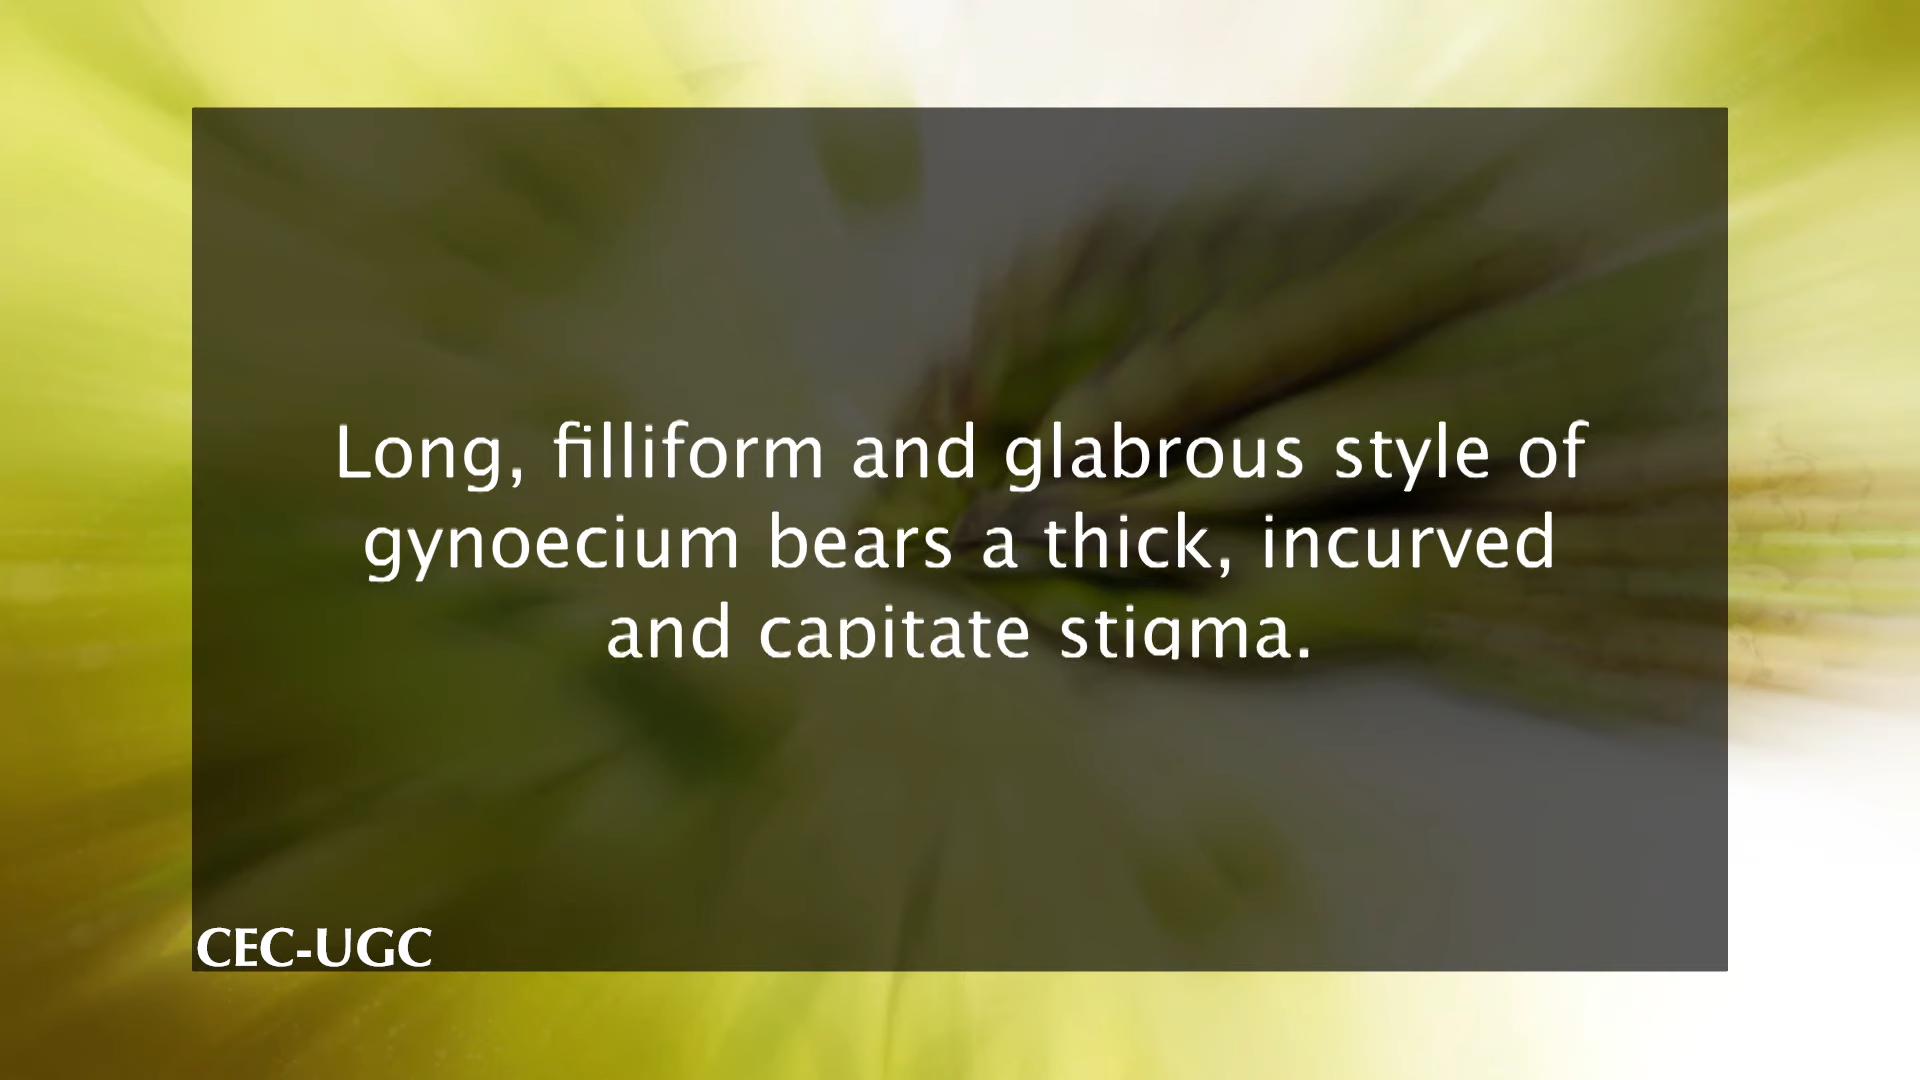 Long, filliform and glabrous style of
gynoecium bears a thick, incurved
and capitate stigma.
CEC-UGC